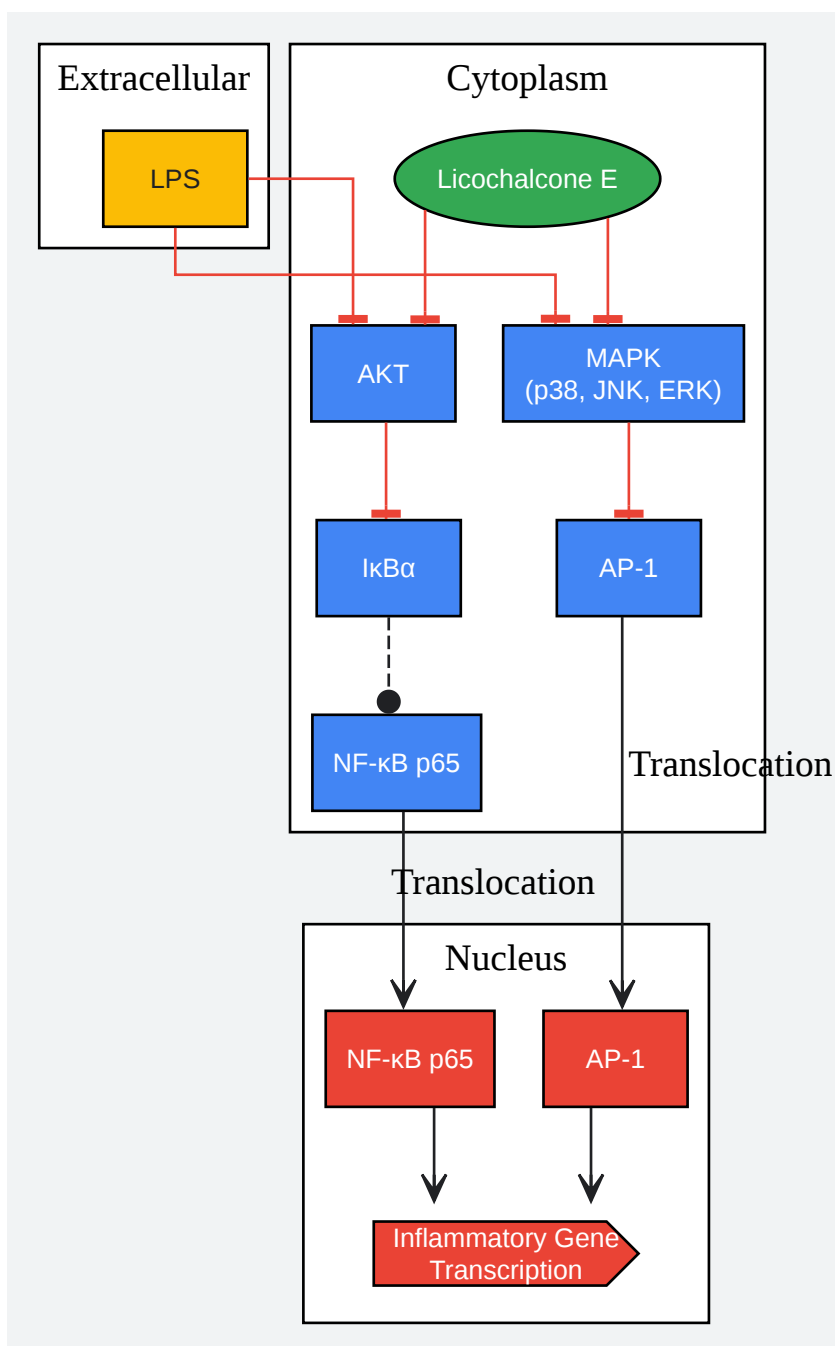 Extracellular
Cytoplasm
LPS
Licochalcone E
AKT
MAPK
(p38, JNK, ERK)
IκBα
AP-1
NF-κB p65
Translocation
Translocation
Nucleus
NF-κB p65
AP-1
Inflammatory Gene
Transcription